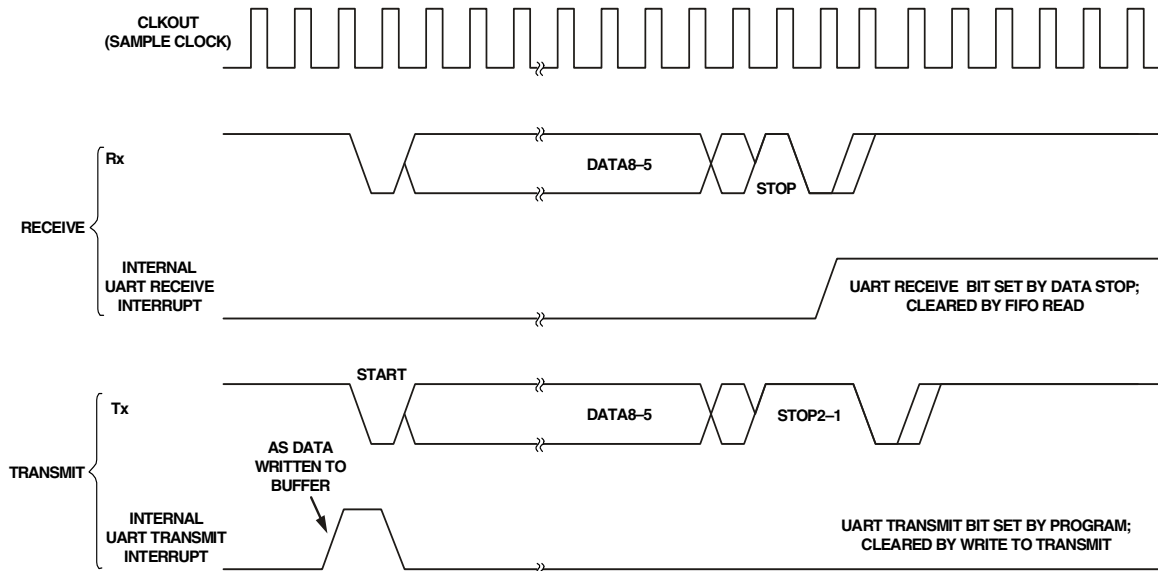 CLKOUT
(SAMPLE CLOCK)
Rx
DATA8–5
STOP
RECEIVE
INTERNAL
UART RECEIVE
INTERRUPT
UART RECEIVE BIT SET BY DATA STOP;
CLEARED BY FIFO READ
START
Tx
DATA8–5
STOP2–1
AS DATA
WRITTEN TO
BUFFER
TRANSMIT
INTERNAL
UART TRANSMIT
INTERRUPT
UART TRANSMIT BIT SET BY PROGRAM;
CLEARED BY WRITE TO TRANSMIT